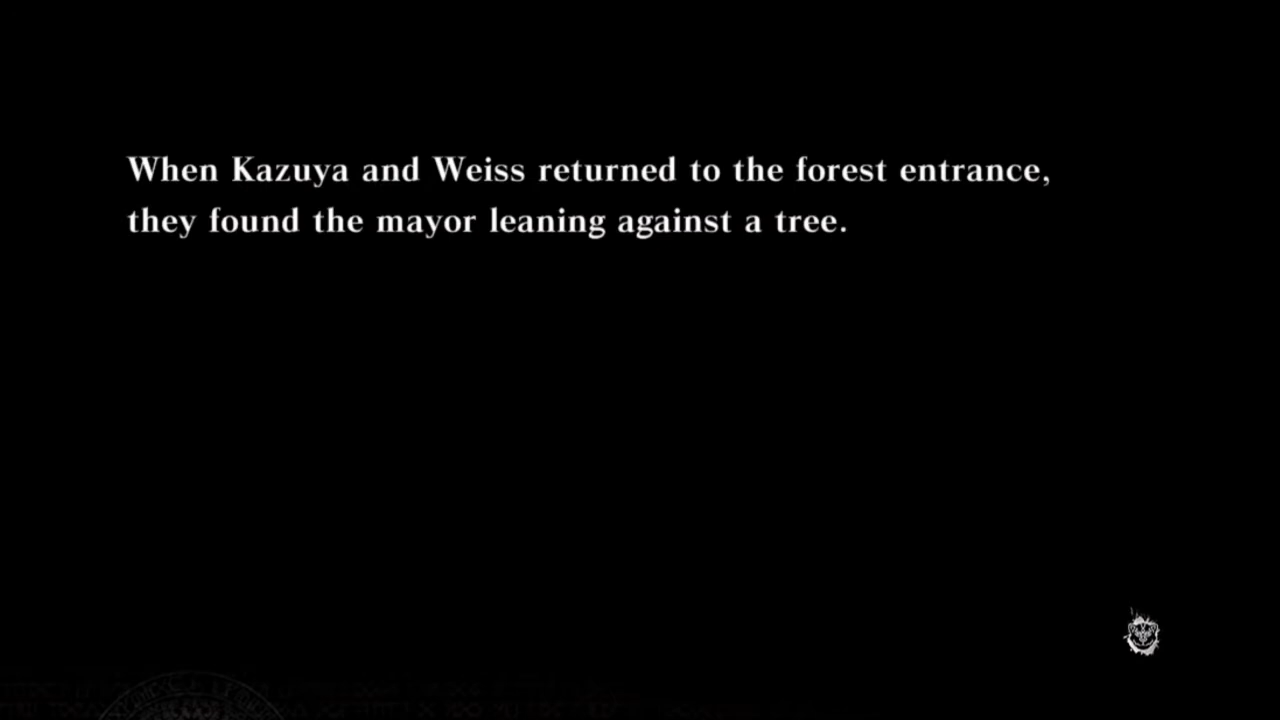 When Kazuya and Weiss returned to the forest entrance,
they found the mayor leaning against a tree.